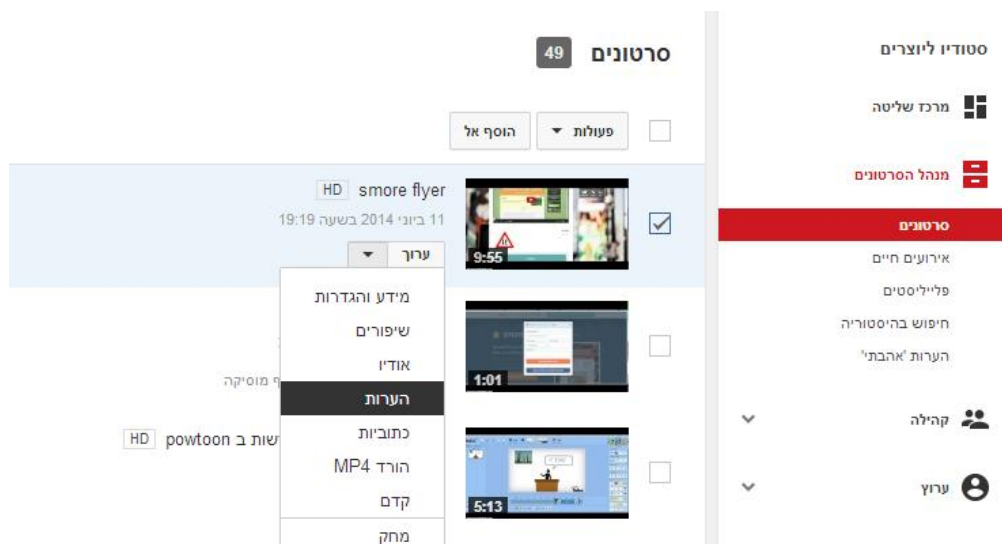 סטודיו ליוצרים
מרכז שליטה
מנהל הסרטונים
סרטונים
אירועים חיים
פלייליסטים
חיפוש בהיסטוריה
הערות 'אהבתי'
קהילה
ערוץ
סרטונים 49
פעולות
הוסף אל
smore flyer HD
11 ביוני 2014 בשעה 19:19
ערוך
9:55
מידע והגדרות
שיפורים
אודיו
הערות
כתוביות
הורד MP4
קדם
מחק
מוסיקה
1:01
ב powtoon HD
5:13